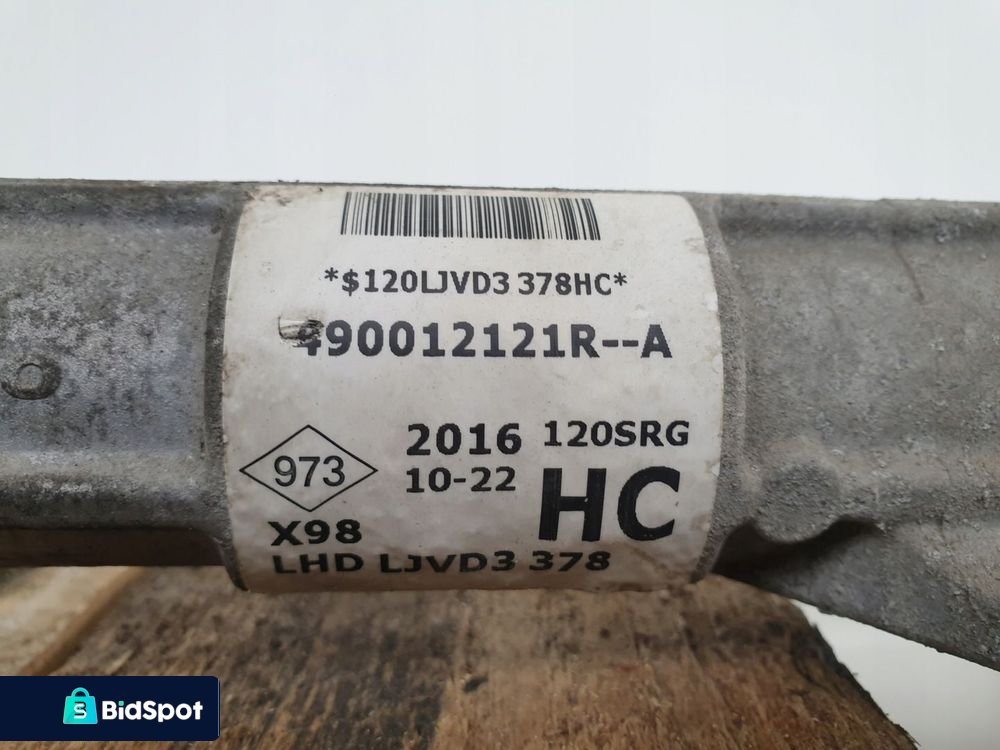 *$120LJVD3 378HC*
490012121R--A
2016 120SRG
973 10-22 HC
X98
LHD LJVD3 378
BidSpot